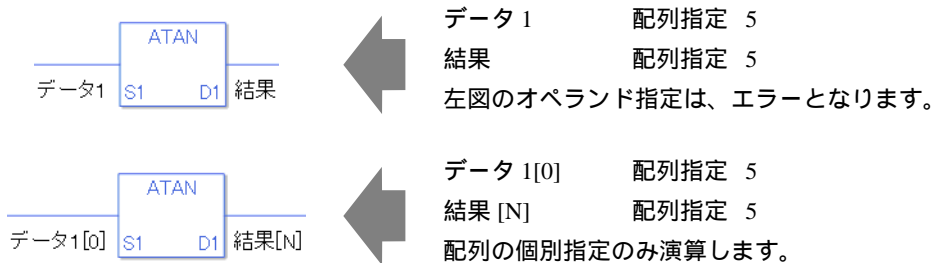 ATAN
データ1 S1 D1 結果
データ 1 配列指定 5
結果 配列指定 5
左図のオペランド指定は、エラーとなります。
ATAN
データ1[0] S1 D1 結果[N]
データ 1[0] 配列指定 5
結果 [N] 配列指定 5
配列の個別指定のみ演算します。